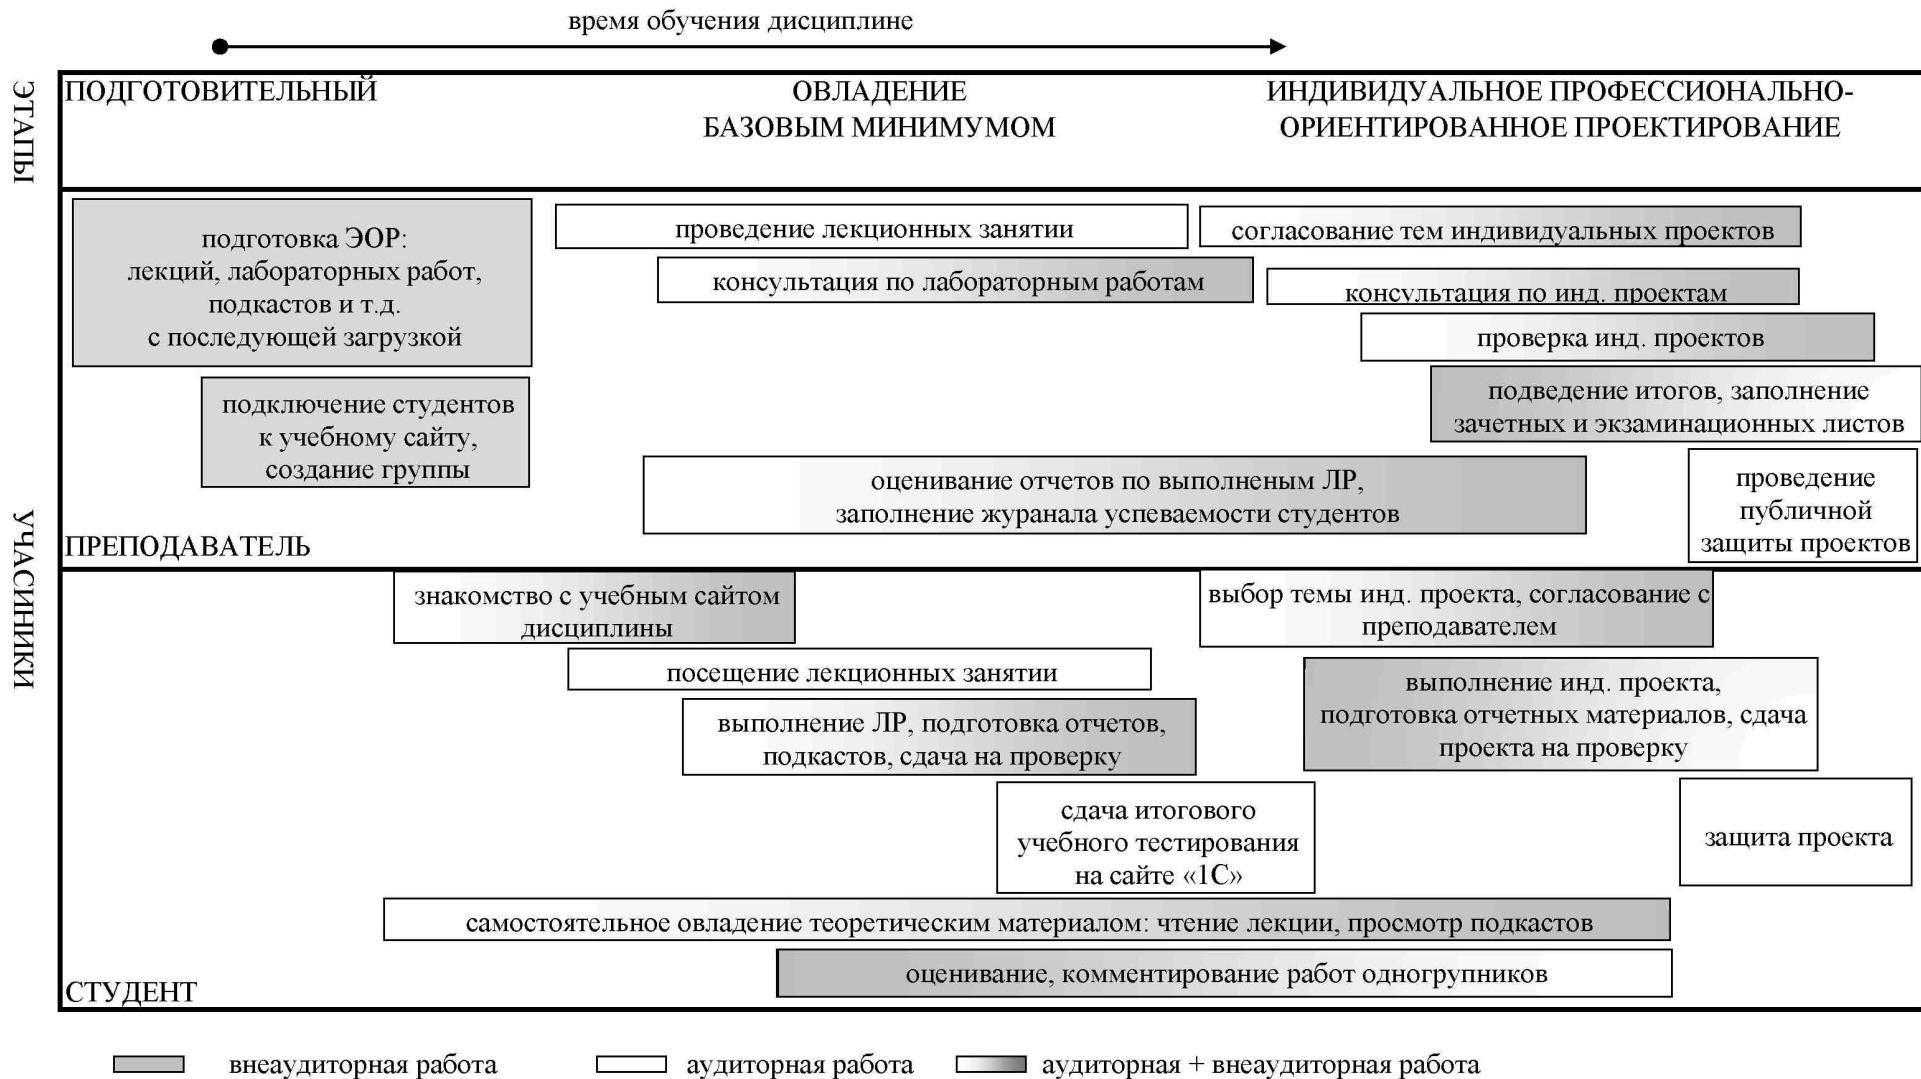 время обучения дисциплине
ЭТАПЫ
ПОДГОТОВИТЕЛЬНЫЙ
ОВЛАДЕНИЕ
БАЗОВЫМ МИНИМУМОМ
ИНДИВИДУАЛЬНОЕ ПРОФЕССИОНАЛЬНО-
ОРИЕНТИРОВАННОЕ ПРОЕКТИРОВАНИЕ
УЧАСИНИКИ
подготовка ЭОР:
лекций, лабораторных работ,
подкастов и т.д.
с последующей загрузкой
подключение студентов
к учебному сайту,
создание группы
проведение лекционных занятии
консультация по лабораторным работам
оценивание отчетов по выполненым ЛР,
заполнение журанала успеваемости студентов
согласование тем индивидуальных проектов
консультация по инд. проектам
проверка инд. проектов
подведение итогов, заполнение
зачетных и экзаминационных листов
проведение
публичной
защиты проектов
ПРЕПОДАВАТЕЛЬ
знакомство с учебным сайтом
дисциплины
посещение лекционных занятии
выполнение ЛР, подготовка отчетов,
подкастов, сдача на проверку
сдача итогового
учебного тестирования
на сайте «1С»
выбор темы инд. проекта, согласование с
преподавателем
выполнение инд. проекта,
подготовка отчетных материалов, сдача
проекта на проверку
защита проекта
самостоятельное овладение теоретическим материалом: чтение лекции, просмотр подкастов
оценивание, комментирование работ одногрупников
СТУДЕНТ
внеаудиторная работа
аудиторная работа
аудиторная + внеаудиторная работа